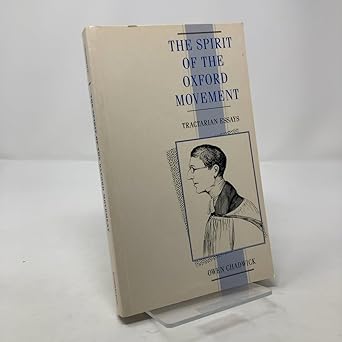 THE SPIRIT
OF THE
OXFORD
MOVEMENT
TRACTARIAN ESSAYS
OWEN CHADWICK